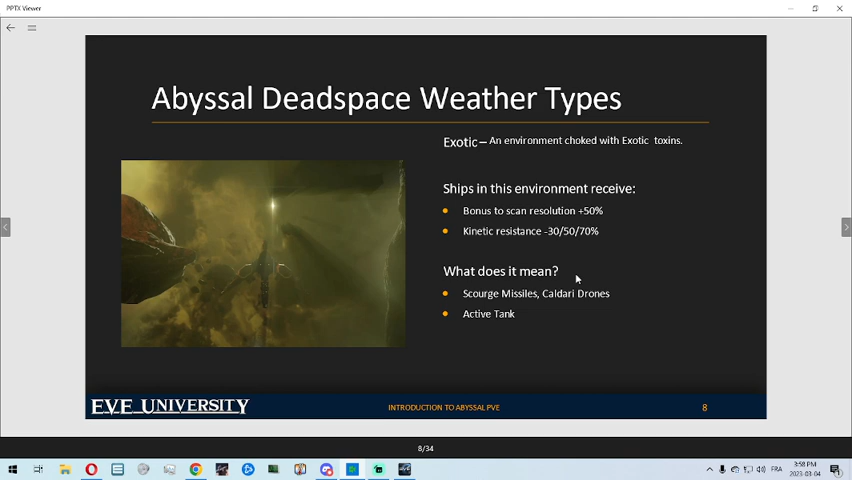 PPTX Viewer
Abyssal Deadspace Weather Types
Exotic – An environment choked with Exotic toxins.
Ships in this environment receive:
Bonus to scan resolution +50%
Kinetic resistance -30/50/70%
What does it mean?
Scourge Missiles, Caldari Drones
Active Tank
EVE UNIVERSITY
INTRODUCTION TO ABYSSAL PVE
8
8/34
FRA
3:58 PM
2023-03-04